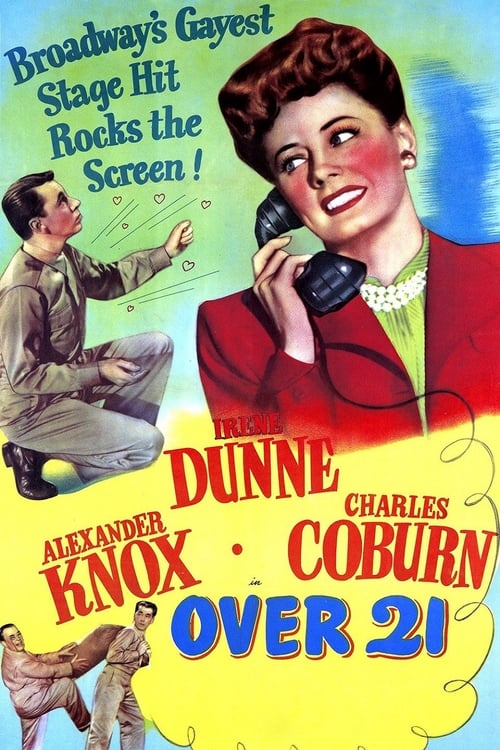 Broadway's Gayest
Stage Hit
Rocks the
Screen!
IRENE
DUNNE
ALEXANDER
KNOX
•
CHARLES
COBURN
in
OVER 21